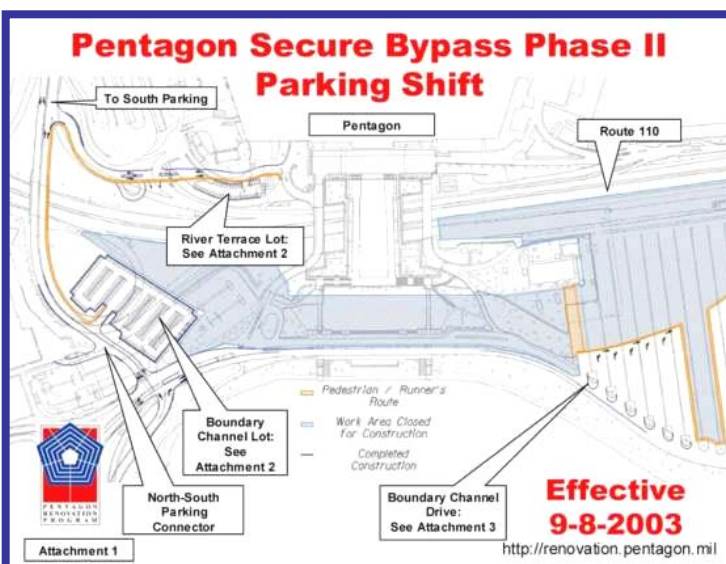 Pentagon Secure Bypass Phase II
Parking Shift
To South Parking
Pentagon
Route 110
River Terrace Lot:
See Attachment 2
Pedestrian / Runner's
Route
Work Area Closed
for Construction
Completed
Construction
Boundary
Channel Lot:
See
Attachment 2
North-South
Parking
Connector
Boundary Channel
Drive:
See Attachment 3
PENTAGON
RENOVATION
PROGRAM
Attachment 1
Effective
9-8-2003
http://renovation.pentagon.mil